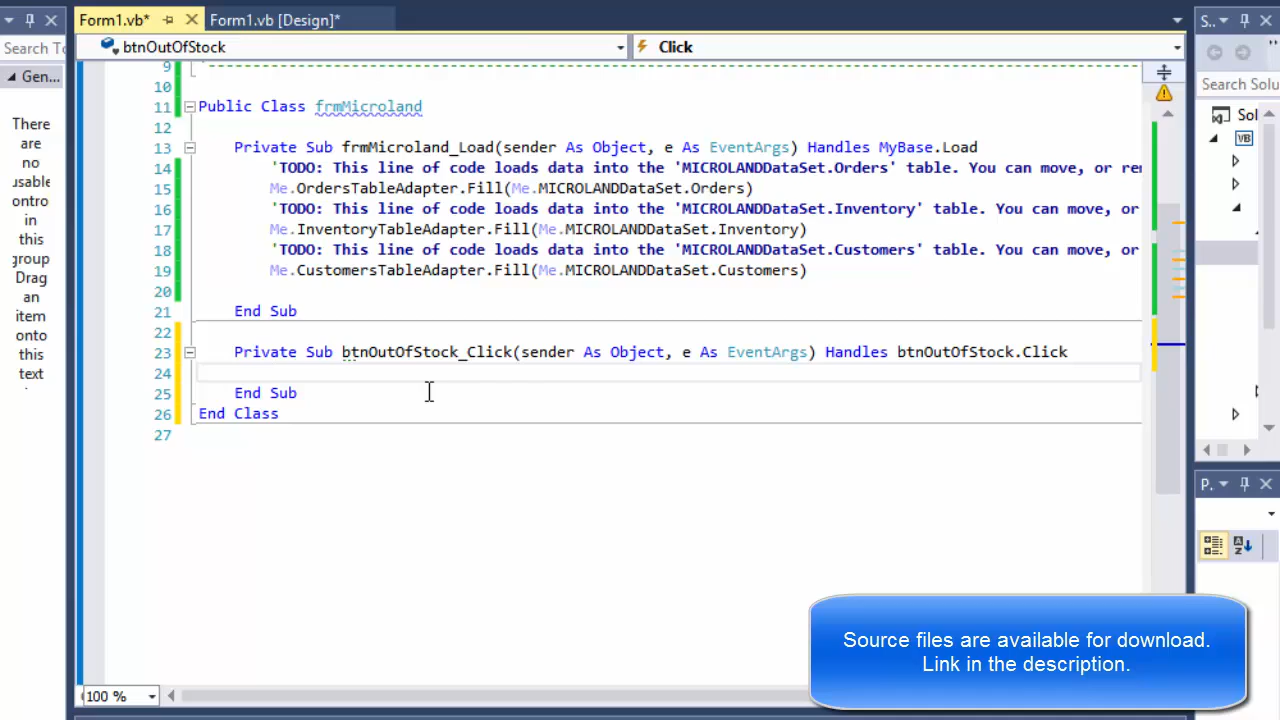 Form1.vb*
Form1.vb [Design]*
S..
Search To
btnOutOfStock
Click
Gen...
Search Solu
There
are
no
usable
ontro
in
this
group
Drag
an
item
onto
this
text
9 '
10
11 Public Class frmMicroland
12
13 Private Sub frmMicroland_Load(sender As Object, e As EventArgs) Handles MyBase.Load
14 'TODO: This line of code loads data into the 'MICROLANDDataSet.Orders' table. You can move, or rem
15 Me.OrdersTableAdapter.Fill(Me.MICROLANDDataSet.Orders)
16 'TODO: This line of code loads data into the 'MICROLANDDataSet.Inventory' table. You can move, or
17 Me.InventoryTableAdapter.Fill(Me.MICROLANDDataSet.Inventory)
18 'TODO: This line of code loads data into the 'MICROLANDDataSet.Customers' table. You can move, or
19 Me.CustomersTableAdapter.Fill(Me.MICROLANDDataSet.Customers)
20
21 End Sub
22
23 Private Sub btnOutOfStock_Click(sender As Object, e As EventArgs) Handles btnOutOfStock.Click
24
25 End Sub
26 End Class
27
Sol
VB
P.
100 %
Source files are available for download.
Link in the description.